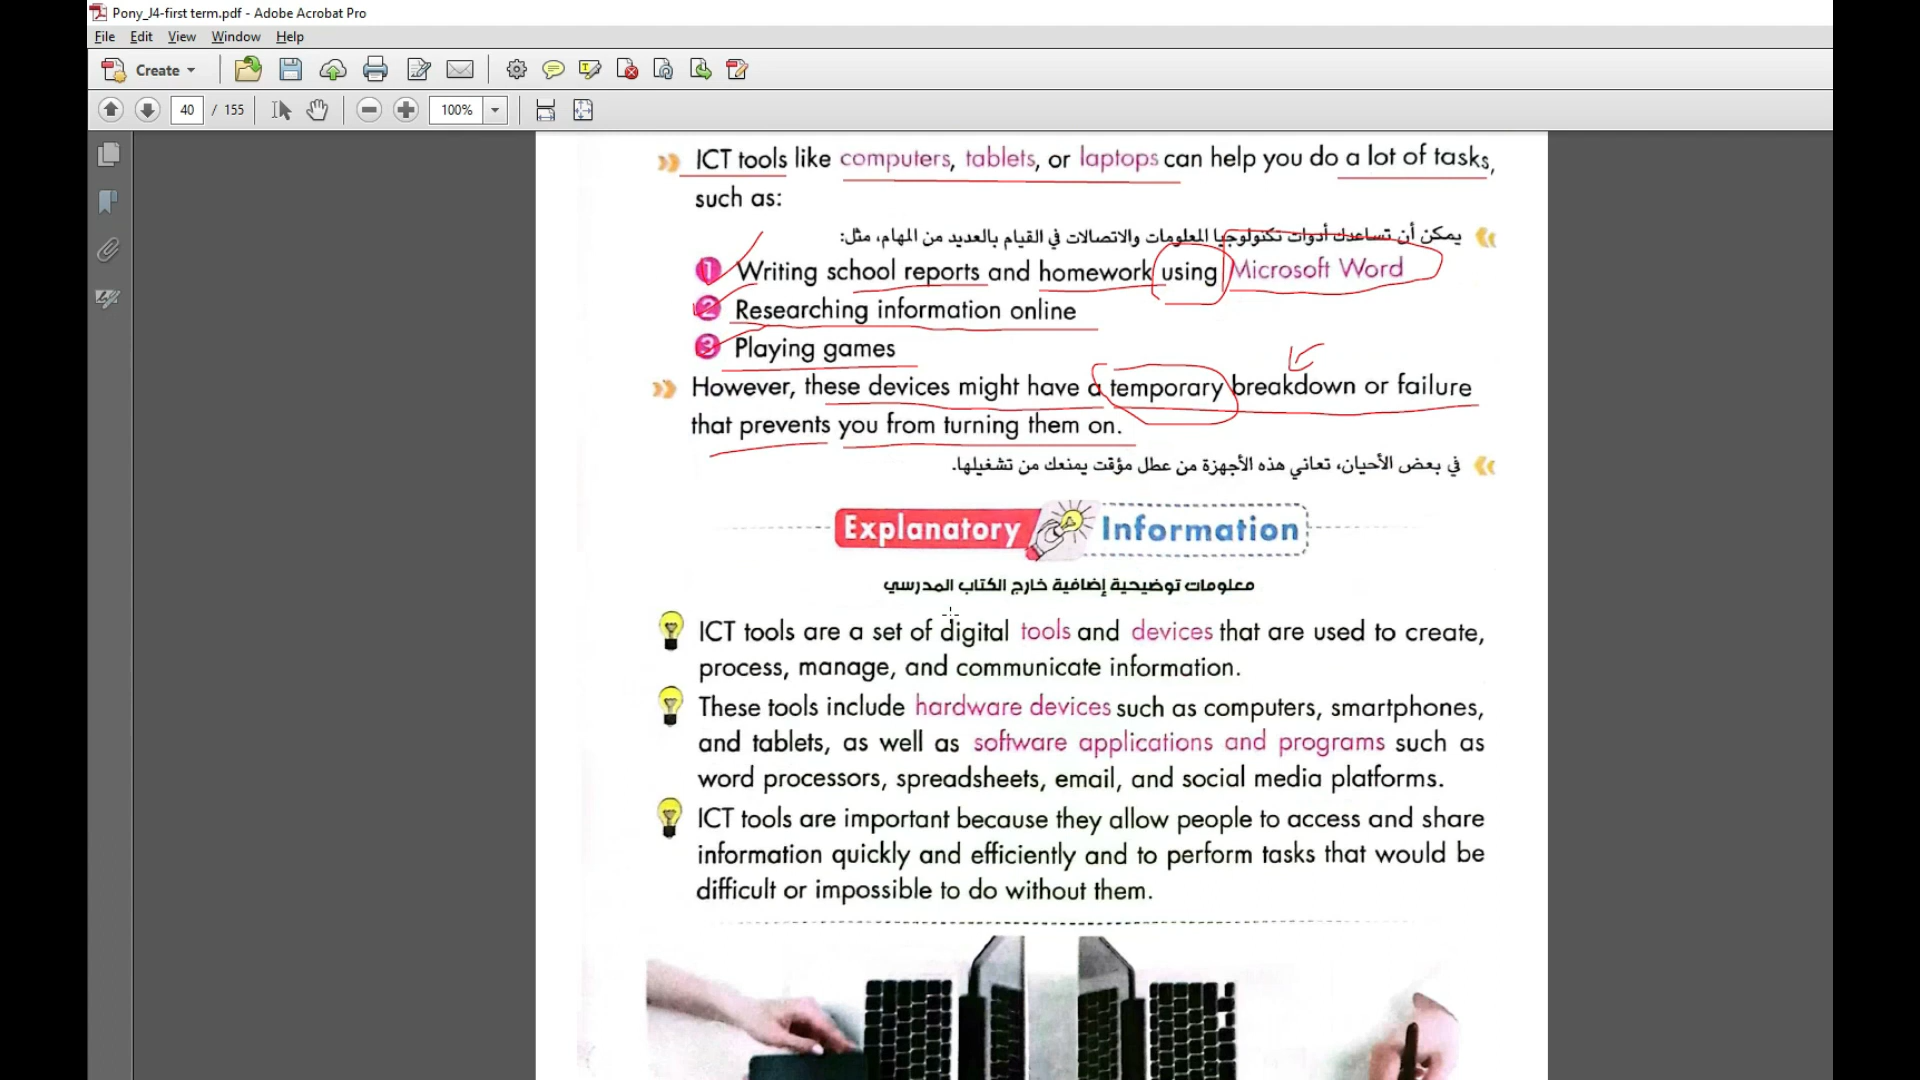 Pony_J4-first term.pdf - Adobe Acrobat Pro
File Edit View Window Help
Create
40 / 155 100%
ICT tools like computers, tablets, or laptops can help you do a lot of tasks,
such as:
يمكن أن تساعدك أدوات تكنولوجيا المعلومات والاتصالات في القيام بالعديد من المهام، مثل:
1 Writing school reports and homework using Microsoft Word
2 Researching information online
3 Playing games
However, these devices might have a temporary breakdown or failure
that prevents you from turning them on.
في بعض الأحيان، تعاني هذه الأجهزة من عطل مؤقت يمنعك من تشغيلها.
Explanatory Information
معلومات توضيحية إضافية خارج الكتاب المدرسي
ICT tools are a set of digital tools and devices that are used to create,
process, manage, and communicate information.
These tools include hardware devices such as computers, smartphones,
and tablets, as well as software applications and programs such as
word processors, spreadsheets, email, and social media platforms.
ICT tools are important because they allow people to access and share
information quickly and efficiently and to perform tasks that would be
difficult or impossible to do without them.